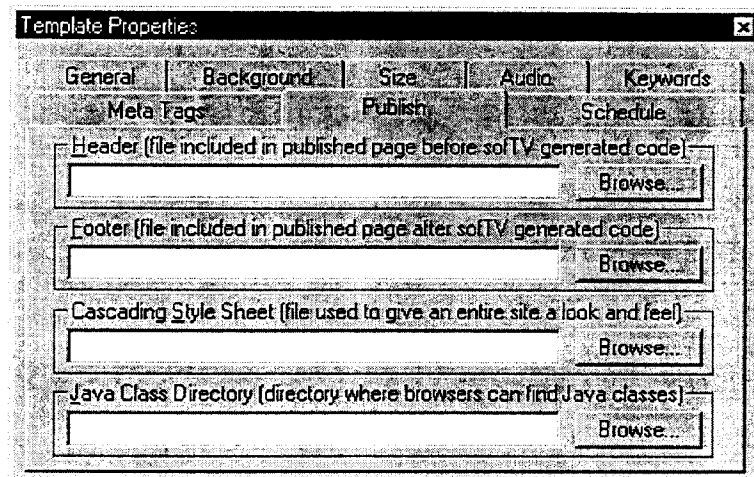 Template Properties
General Background Size Audio Keywords
Meta Tags Publish Schedule
Header (file included in published page before sofTV generated code)
Browse...
Footer (file included in published page after sofTV generated code)
Browse...
Cascading Style Sheet (file used to give an entire site a look and feel)
Browse...
Java Class Directory (directory where browsers can find Java classes)
Browse...